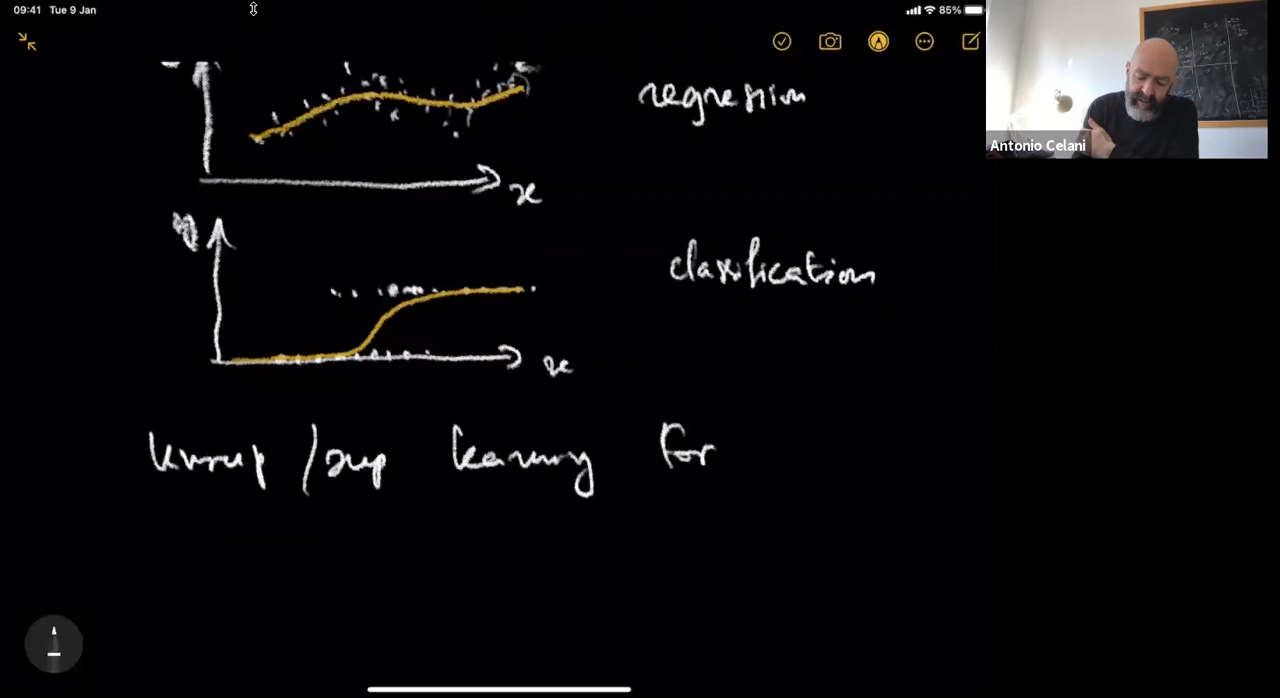 09:41 Tue 9 Jan 85%
Antonio Celani
regression
x
y
classification
x
unsup / sup learning for